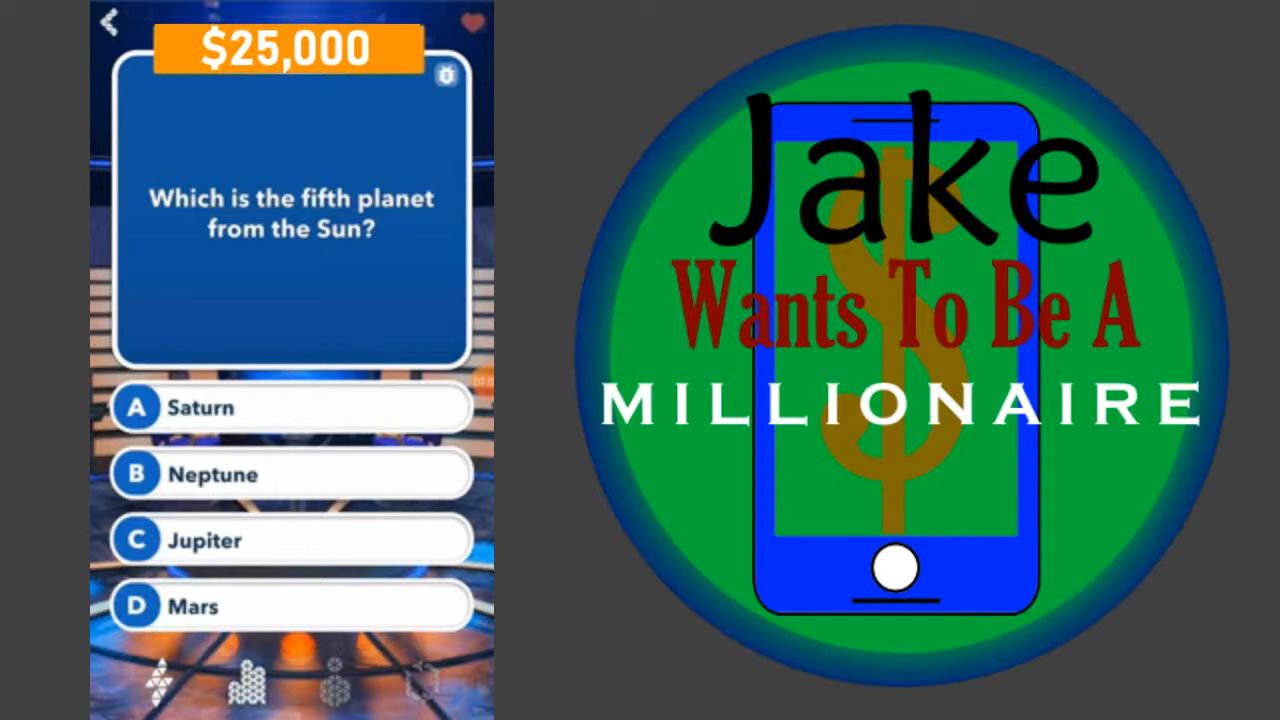 $25,000
Which is the fifth planet
from the Sun?
A Saturn
B Neptune
C Jupiter
D Mars
Jake
Wants To Be A
MILLIONAIRE